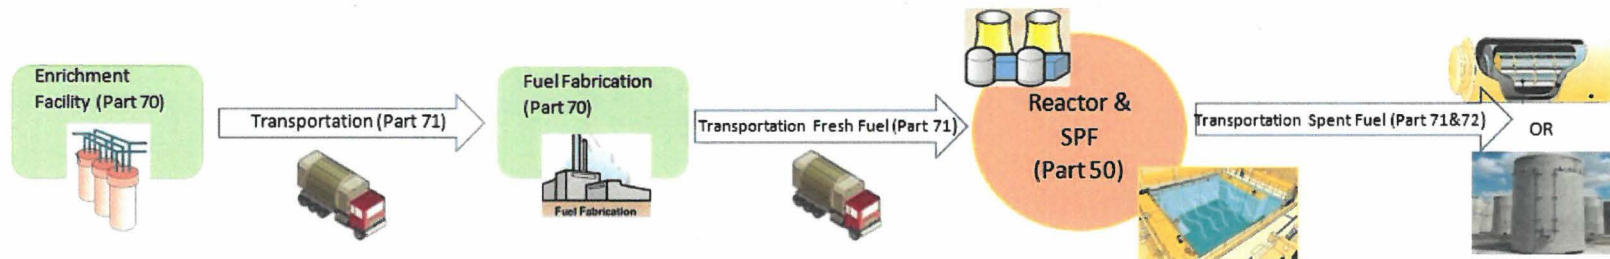 Enrichment
Facility (Part 70)
Transportation (Part 71)
Fuel Fabrication
(Part 70)
Fuel Fabrication
Transportation Fresh Fuel (Part 71)
Reactor &
SPF
(Part 50)
Transportation Spent Fuel (Part 71&72)
OR